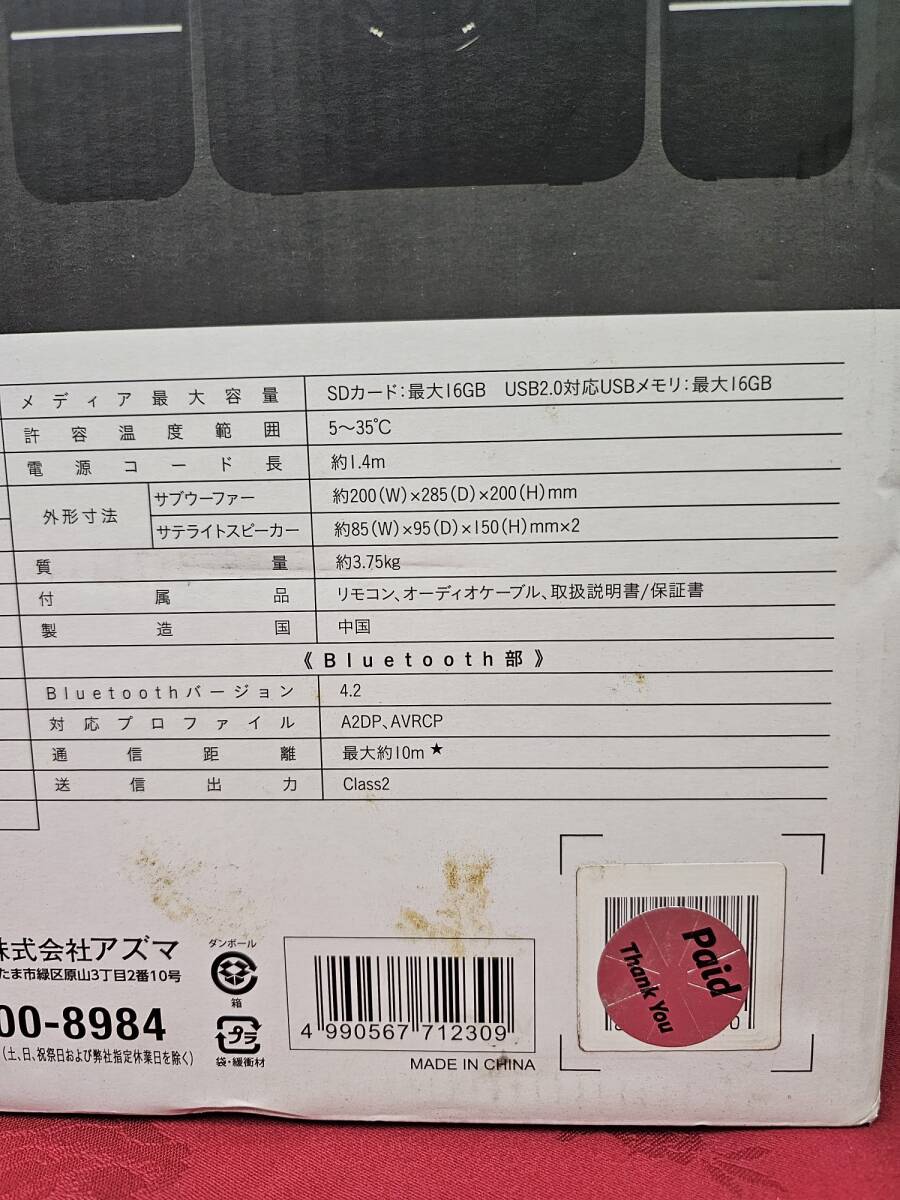 メディア最大容量 SDカード：最大16GB USB2.0対応USBメモリ：最大16GB
許容温度範囲 5～35℃
電源コード長 約1.4m
外形寸法 サブウーファー 約200(W)×285(D)×200(H)mm
サテライトスピーカー 約85(W)×95(D)×150(H)mm×2
質量 約3.75kg
付属品 リモコン、オーディオケーブル、取扱説明書/保証書
製造国 中国
《Bluetooth部》
Bluetoothバージョン 4.2
対応プロファイル A2DP、AVRCP
通信距離 最大約10m★
送信出力 Class2
株式会社アズマ
たま市緑区原山3丁目2番10号
00-8984
（土、日、祝祭日および弊社指定休業日を除く）
ダンボール
箱
プラ
袋・緩衝材
4 990567 712309
MADE IN CHINA
Paid
Thank You